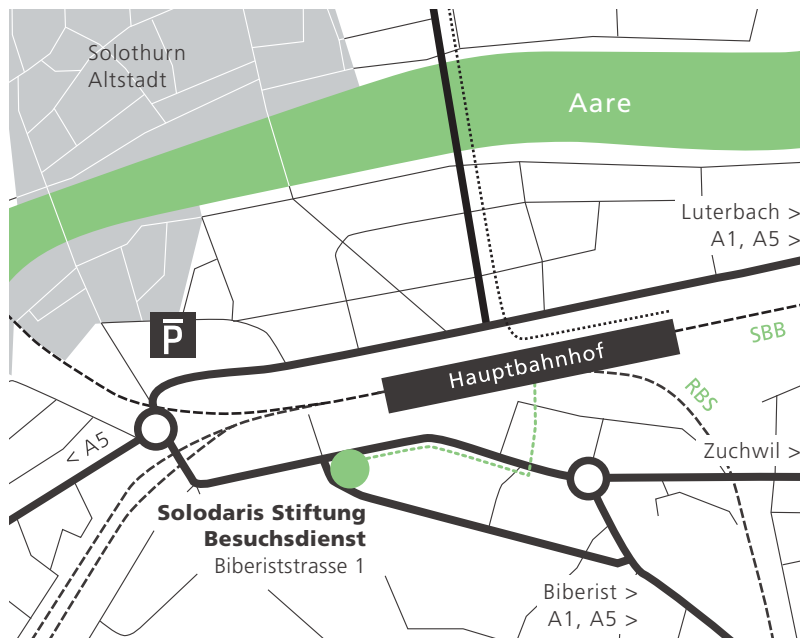 Solothurn
Altstadt
Aare
Luterbach >
A1, A5 >
P
Hauptbahnhof
SBB
RBS
< A5
Zuchwil >
Solodaris Stiftung
Besuchsdienst
Biberiststrasse 1
Biberist >
A1, A5 >